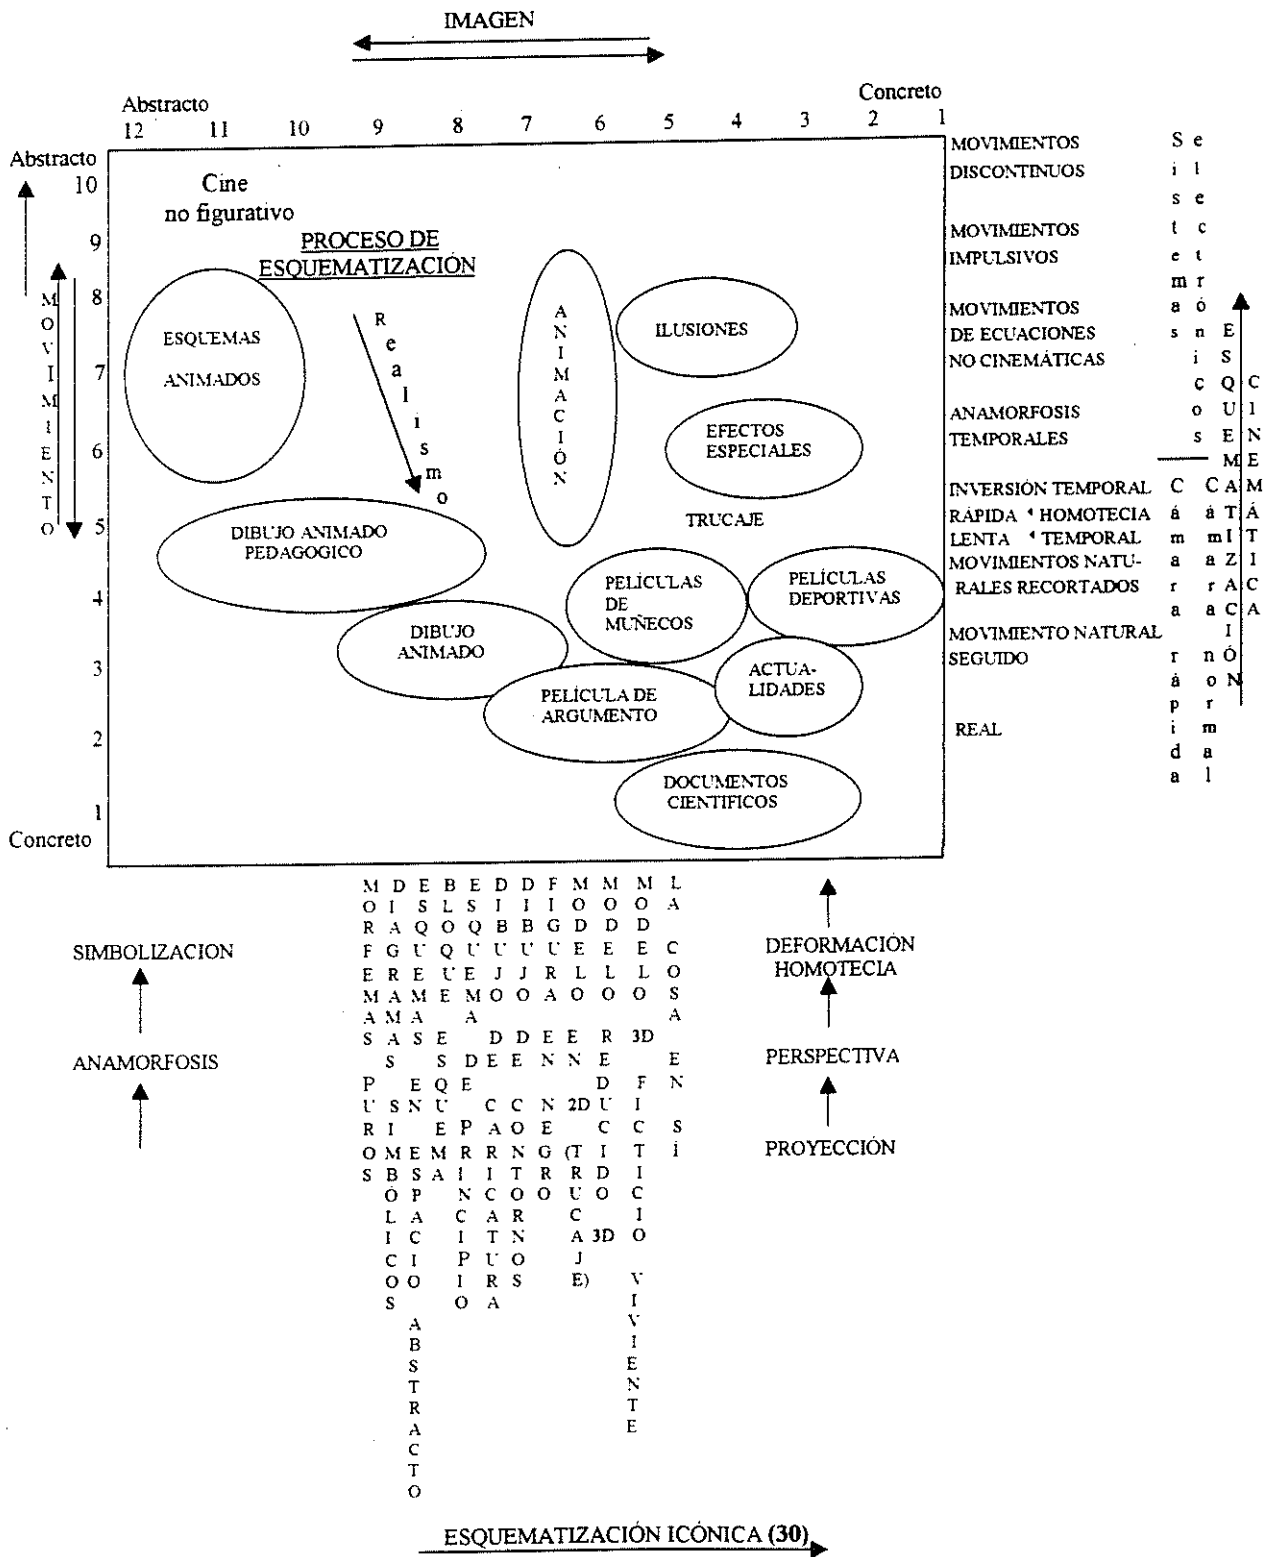 IMAGEN
Abstracto
Concreto
12 11 10 9 8 7 6 5 4 3 2 1
Abstracto
10
9
8
7
6
5
4
3
2
1
Concreto
MOVIMIENTO
Cine
no figurativo
PROCESO DE
ESQUEMATIZACIÓN
Realismo
ESQUEMAS
ANIMADOS
ANIMACIÓN
ILUSIONES
EFECTOS
ESPECIALES
TRUCAJE
DIBUJO ANIMADO
PEDAGOGICO
DIBUJO
ANIMADO
PELÍCULAS
DE
MUÑECOS
PELÍCULAS
DEPORTIVAS
PELÍCULA DE
ARGUMENTO
ACTUA-
LIDADES
DOCUMENTOS
CIENTIFICOS
MOVIMIENTOS
DISCONTINUOS
MOVIMIENTOS
IMPULSIVOS
MOVIMIENTOS
DE ECUACIONES
NO CINEMÁTICAS
ANAMORFOSIS
TEMPORALES
INVERSIÓN TEMPORAL
RÁPIDA HOMOTECIA
LENTA TEMPORAL
MOVIMIENTOS NATU-
RALES RECORTADOS
MOVIMIENTO NATURAL
SEGUIDO
REAL
Sistemas
electrónicos
Cámara rápida
Cámara normal
ESQUEMATIZACIÓN
CINEMÁTICA
SIMBOLIZACION
ANAMORFOSIS
MORFEMAS PUROS
DIAGRAMAS SIMBÓLICOS
ESQUEMAS EN ESPACIO ABSTRACTO
BLOQUE ESQUEMA
ESQUEMA DE PRINCIPIO
DIBUJO DE CARICATURA
DIBUJO CONTORNOS
FIGURA EN NEGRO
MODELO EN 2D (TRUCAJE)
MODELO REDUCIDO 3D
MODELO 3D FICTICIO VIVIENTE
LA COSA EN SÍ
DEFORMACIÓN
HOMOTECIA
PERSPECTIVA
PROYECCIÓN
ESQUEMATIZACIÓN ICÓNICA (30)